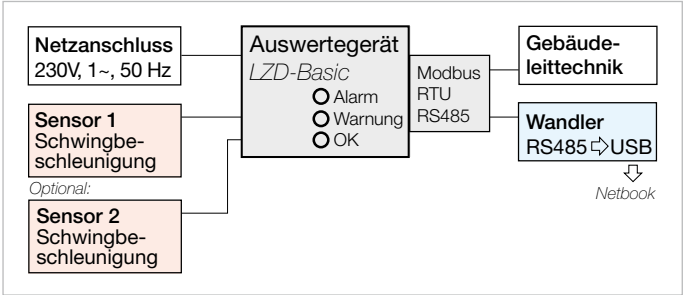 Netzanschluss
230V, 1~, 50 Hz
Sensor 1
Schwingbe-
schleunigung
Optional:
Sensor 2
Schwingbe-
schleunigung
Auswertegerät
LZD-Basic
Alarm
Warnung
OK
Modbus
RTU
RS485
Gebäude-
leittechnik
Wandler
RS485 ⇨ USB
Netbook